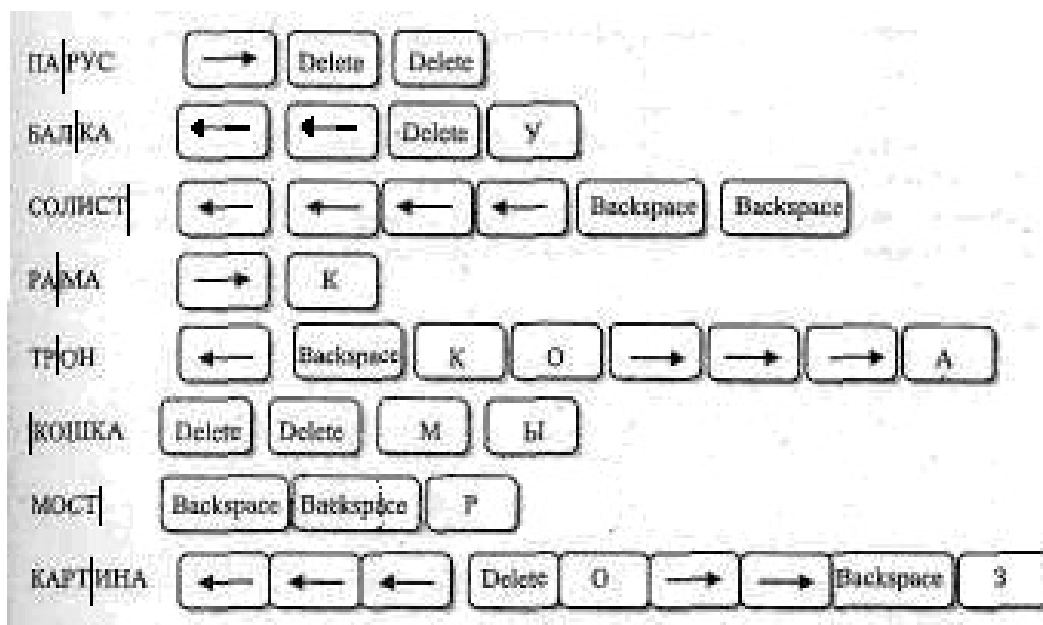 ПА|РУС → Delete Delete
БАЛ|КА ← ← Delete У
СОЛИСТ| ← ← ← ← Backspace Backspace
РА|МА → К
ТР|ОН ← Backspace К О → → → А
|КОШКА Delete Delete М Ы
МОСТ| Backspace Backspace Р
КАРТ|ИНА ← ← ← Delete О → → Backspace З